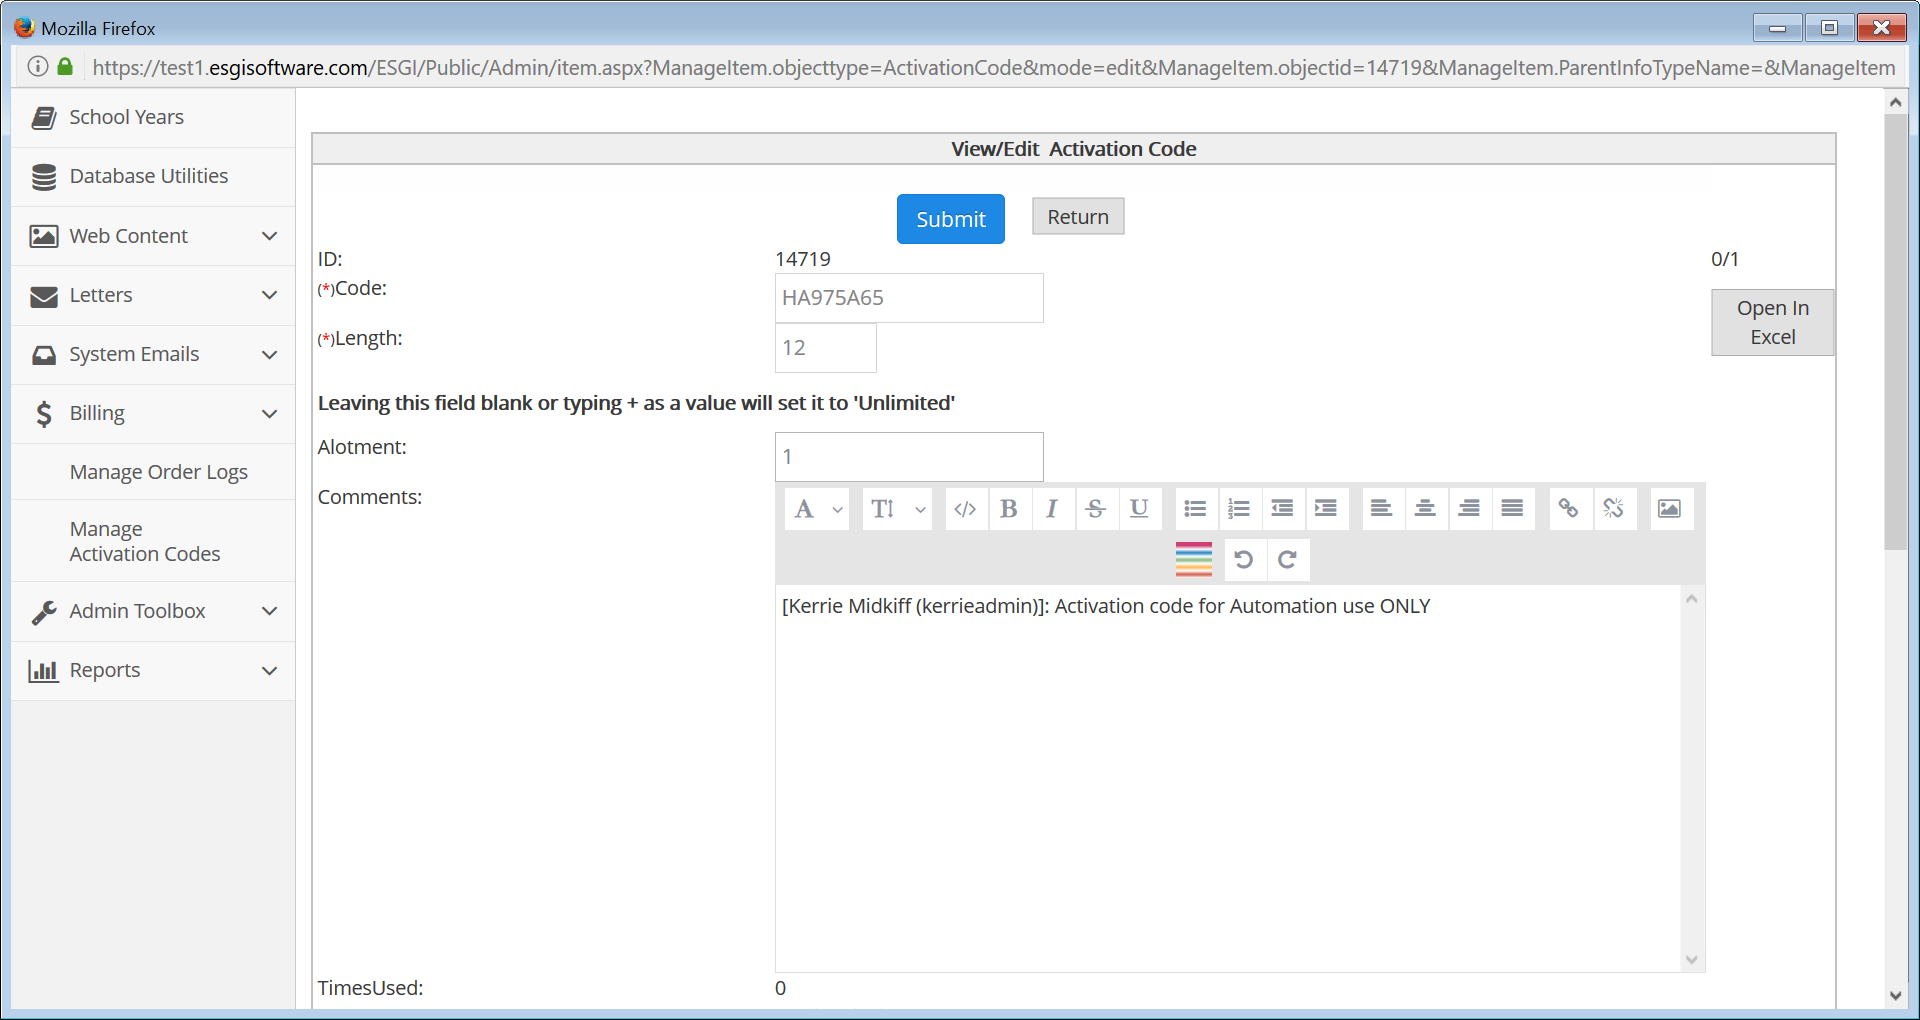 Mozilla Firefox
https://test1.esgisoftware.com/ESGI/Public/Admin/item.aspx?ManageItem.objecttype=ActivationCode&mode=edit&ManageItem.objectid=14719&ManageItem.ParentInfoTypeName=&ManageItem
School Years
Database Utilities
Web Content
Letters
System Emails
Billing
Manage Order Logs
Manage
Activation Codes
Admin Toolbox
Reports
View/Edit Activation Code
Submit Return
ID: 14719 0/1
(*)Code: HA975A65
Open In
Excel
(*)Length: 12
Leaving this field blank or typing + as a value will set it to 'Unlimited'
Alotment: 1
Comments:
[Kerrie Midkiff (kerrieadmin)]: Activation code for Automation use ONLY
TimesUsed: 0